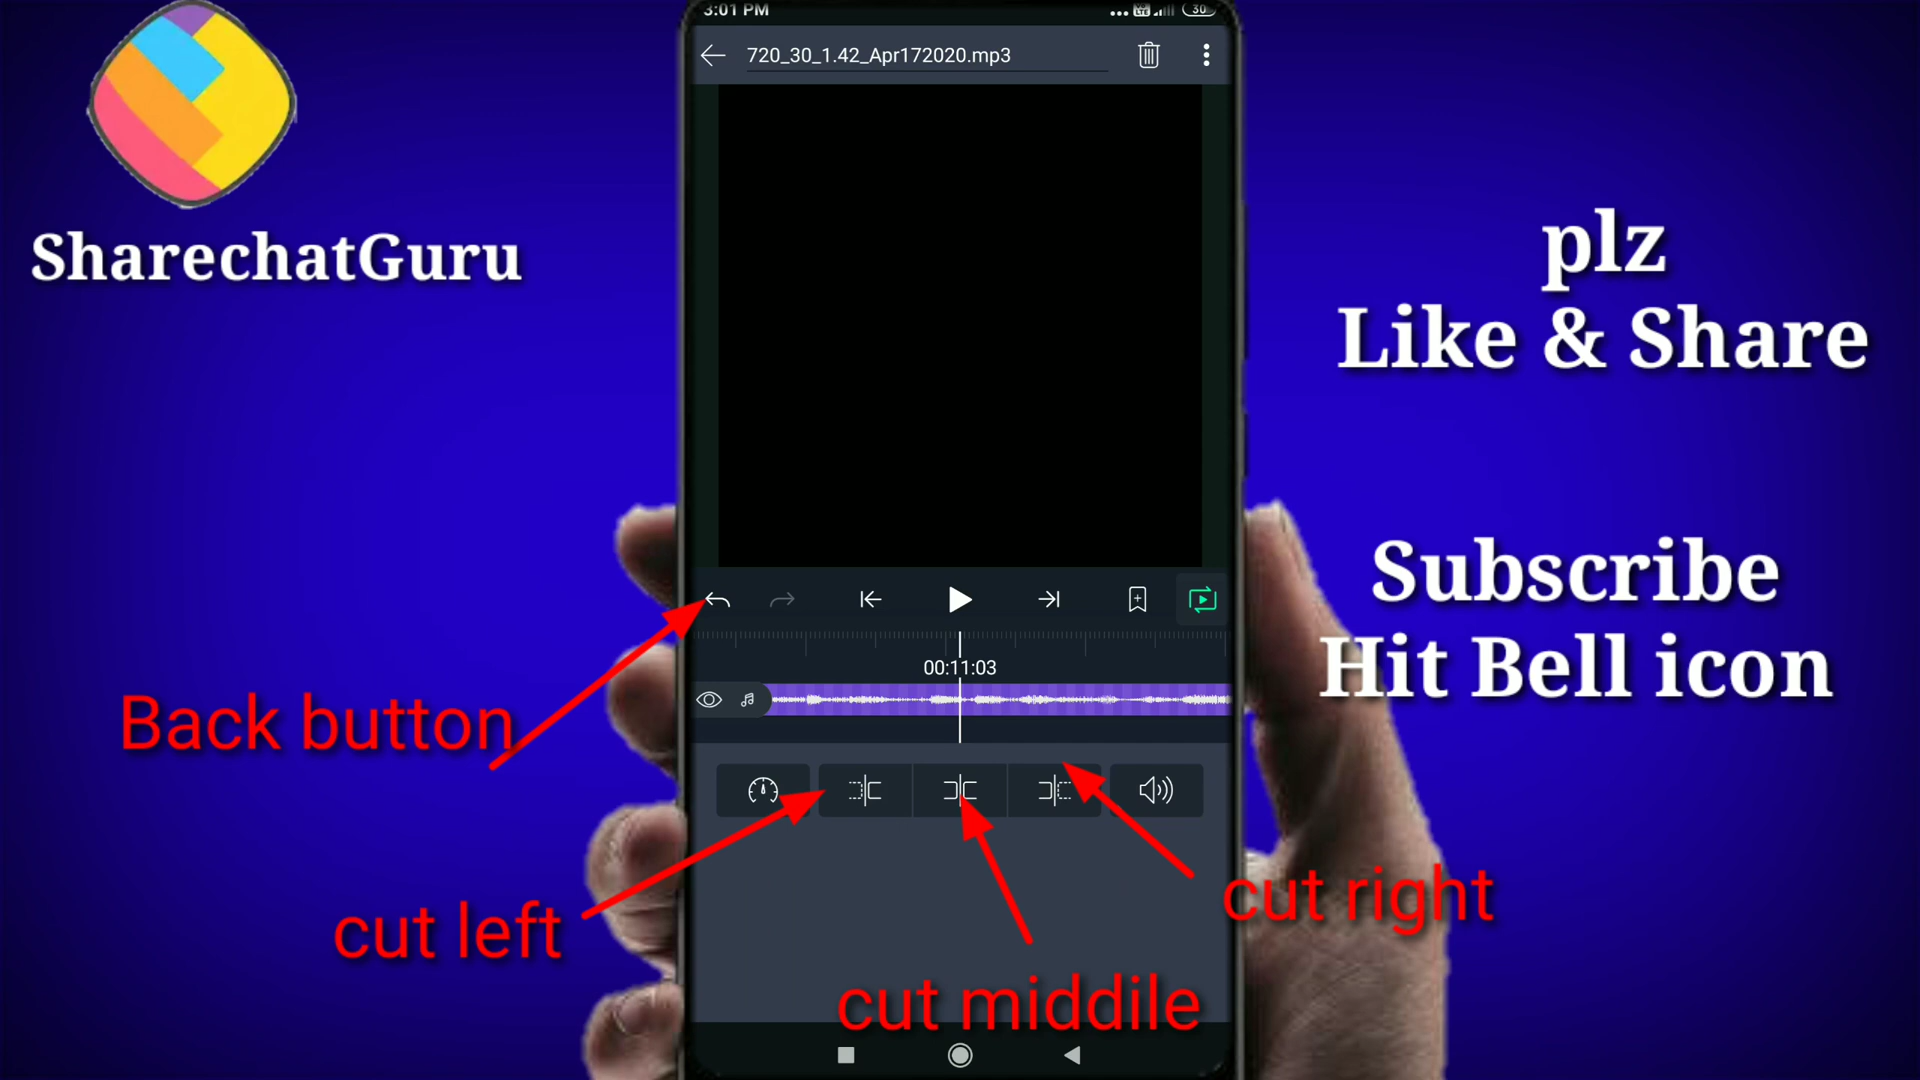 3:01 PM
30
720_30_1.42_Apr172020.mp3
SharechatGuru
plz
Like & Share
Subscribe
Hit Bell icon
00:11:03
Back button
cut left
cut right
cut middile